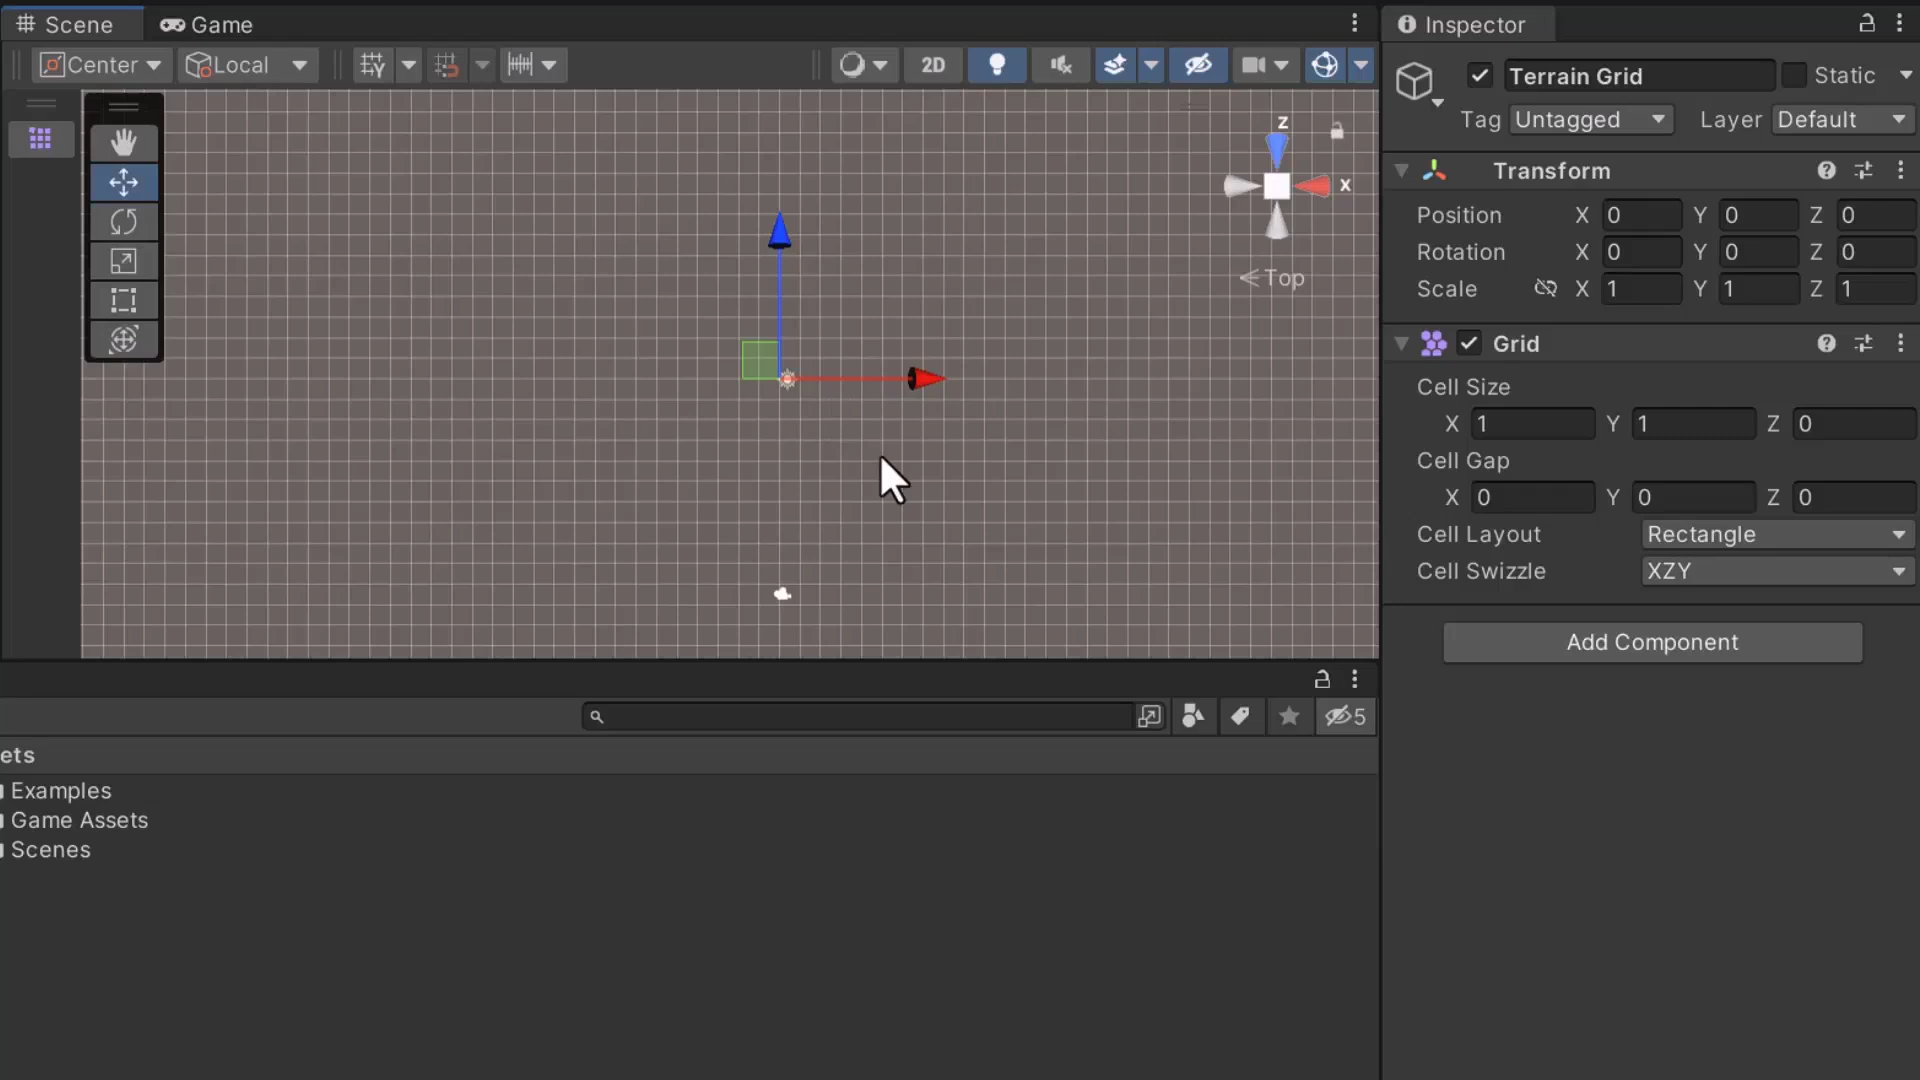 Scene
Game
Inspector
Center
Local
2D
Terrain Grid
Static
Tag
Untagged
Layer
Default
z
x
Top
Transform
Position X 0 Y 0 Z 0
Rotation X 0 Y 0 Z 0
Scale X 1 Y 1 Z 1
Grid
Cell Size
X 1 Y 1 Z 0
Cell Gap
X 0 Y 0 Z 0
Cell Layout Rectangle
Cell Swizzle XZY
Add Component
5
ets
Examples
Game Assets
Scenes